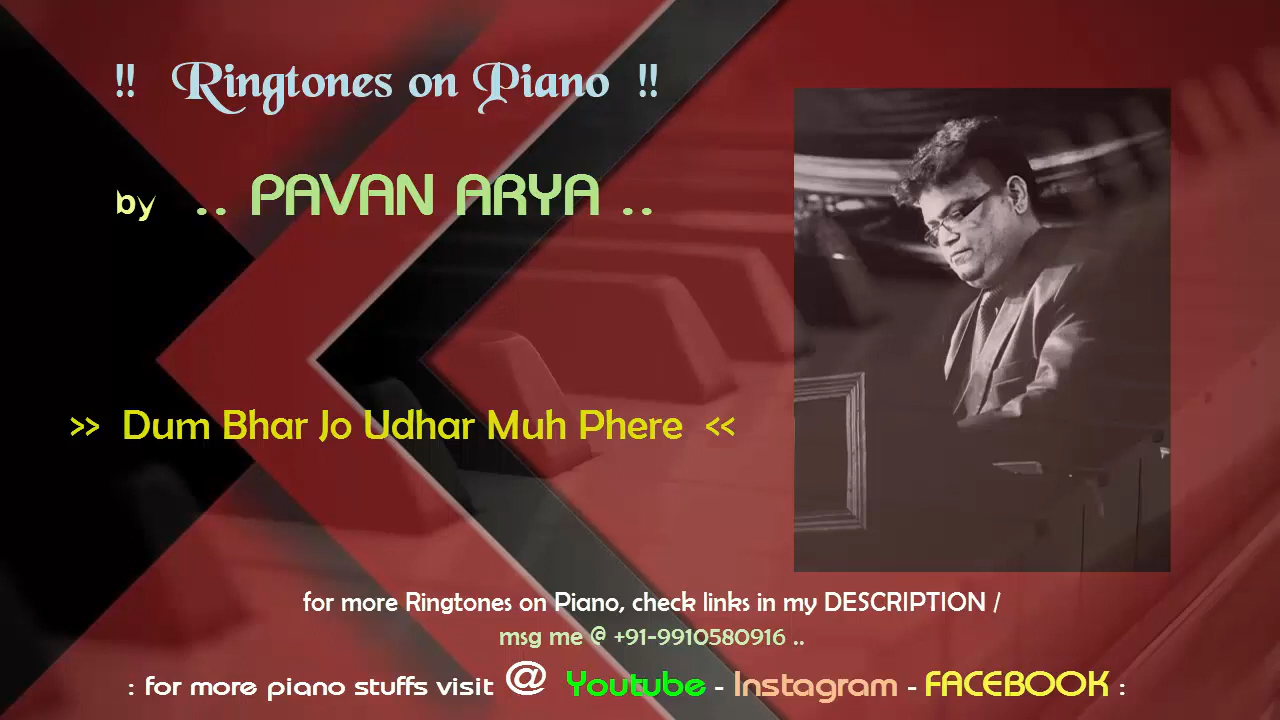 !! Ringtones on Piano !!
by .. PAVAN ARYA ..
>> Dum Bhar Jo Udhar Muh Phere <<
for more Ringtones on Piano, check links in my DESCRIPTION /
msg me @ +91-9910580916 ..
: for more piano stuffs visit @ Youtube - Instagram - FACEBOOK :